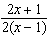 2x + 1
2(x − 1)